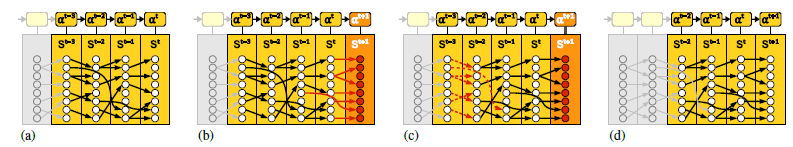 α^t−3 α^t−2 α^t−1 α^t
S^t−3 S^t−2 S^t−1 S^t
(a)
α^t−3 α^t−2 α^t−1 α^t α^t+1
S^t−3 S^t−2 S^t−1 S^t S^t+1
(b)
α^t−3 α^t−2 α^t−1 α^t α^t+1
S^t−3 S^t−2 S^t−1 S^t S^t+1
(c)
α^t−2 α^t−1 α^t α^t+1
S^t−2 S^t−1 S^t S^t+1
(d)